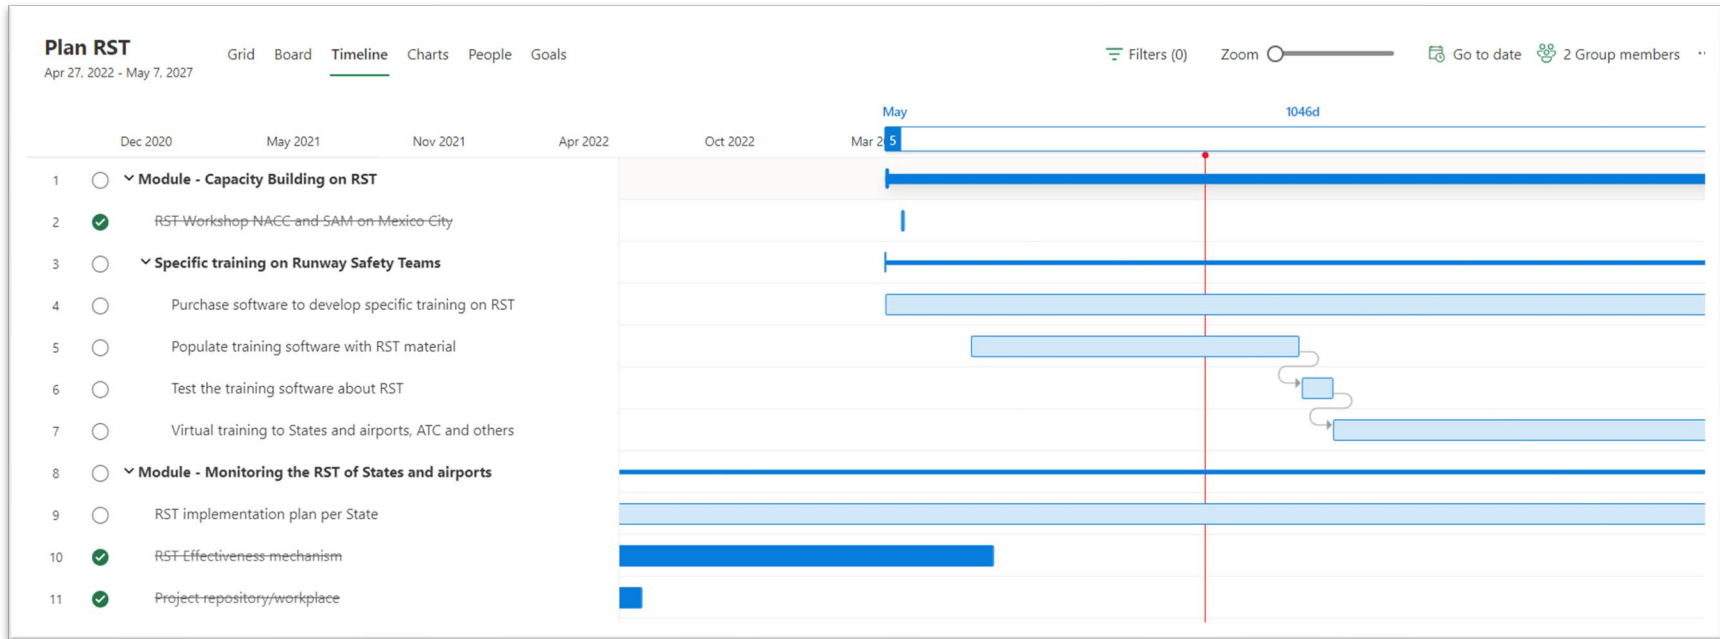 Plan RST
Apr 27, 2022 - May 7, 2027
Grid Board Timeline Charts People Goals
Filters (0) Zoom Go to date 2 Group members
May 1046d
Dec 2020 May 2021 Nov 2021 Apr 2022 Oct 2022 Mar 5
1 Module - Capacity Building on RST
2 RST Workshop NACC and SAM on Mexico City
3 Specific training on Runway Safety Teams
4 Purchase software to develop specific training on RST
5 Populate training software with RST material
6 Test the training software about RST
7 Virtual training to States and airports, ATC and others
8 Module - Monitoring the RST of States and airports
9 RST implementation plan per State
10 RST Effectiveness mechanism
11 Project repository/workplace